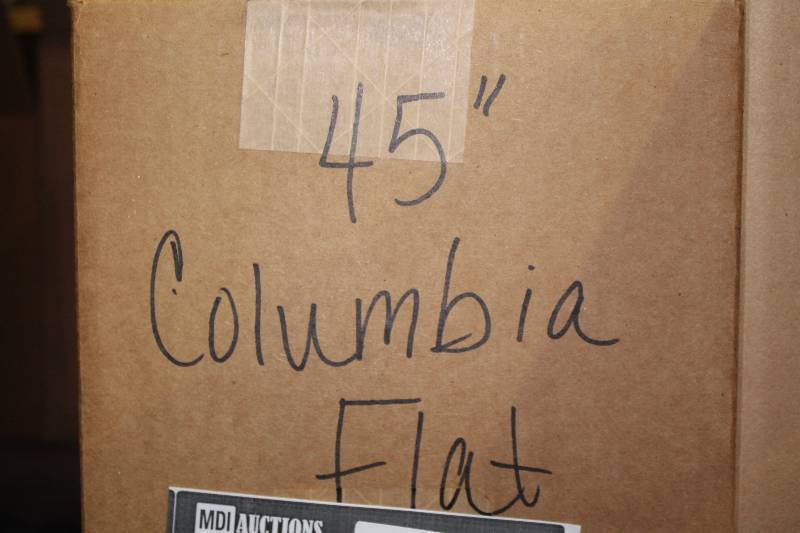 45"
Columbia
Flat
MDI AUCTIONS